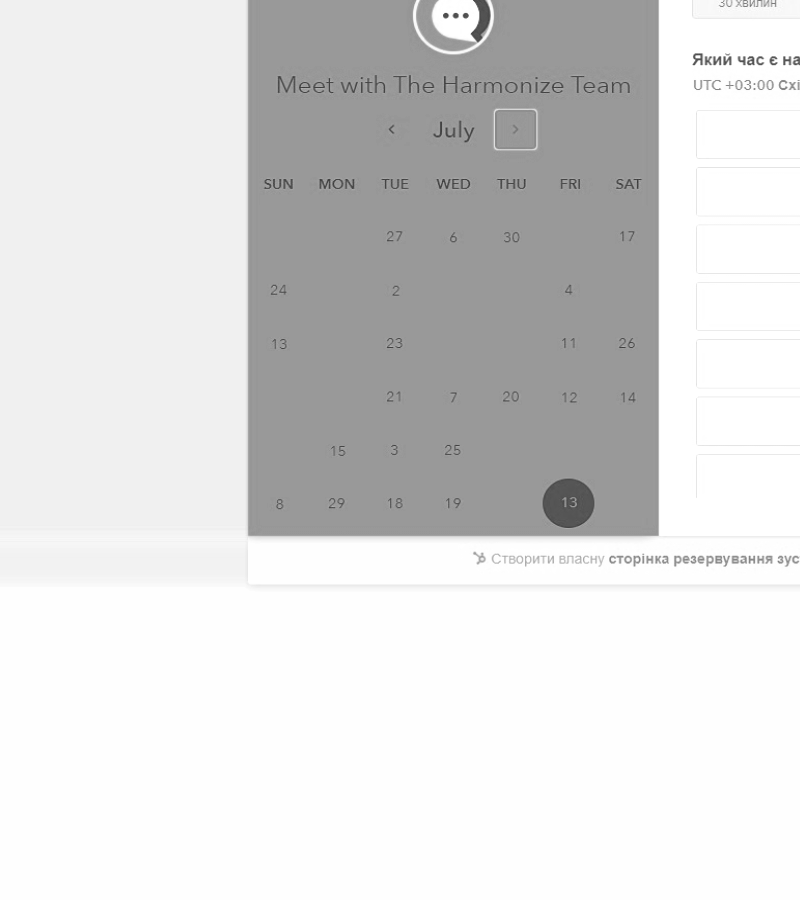 30 хвилин
Meet with The Harmonize Team
July
SUN MON TUE WED THU FRI SAT
27 6 30 17
24 2 4
13 23 11 26
21 7 20 12 14
15 3 25
8 29 18 19 13
Який час є на
UTC +03:00 Схі
Створити власну сторінка резервування зус